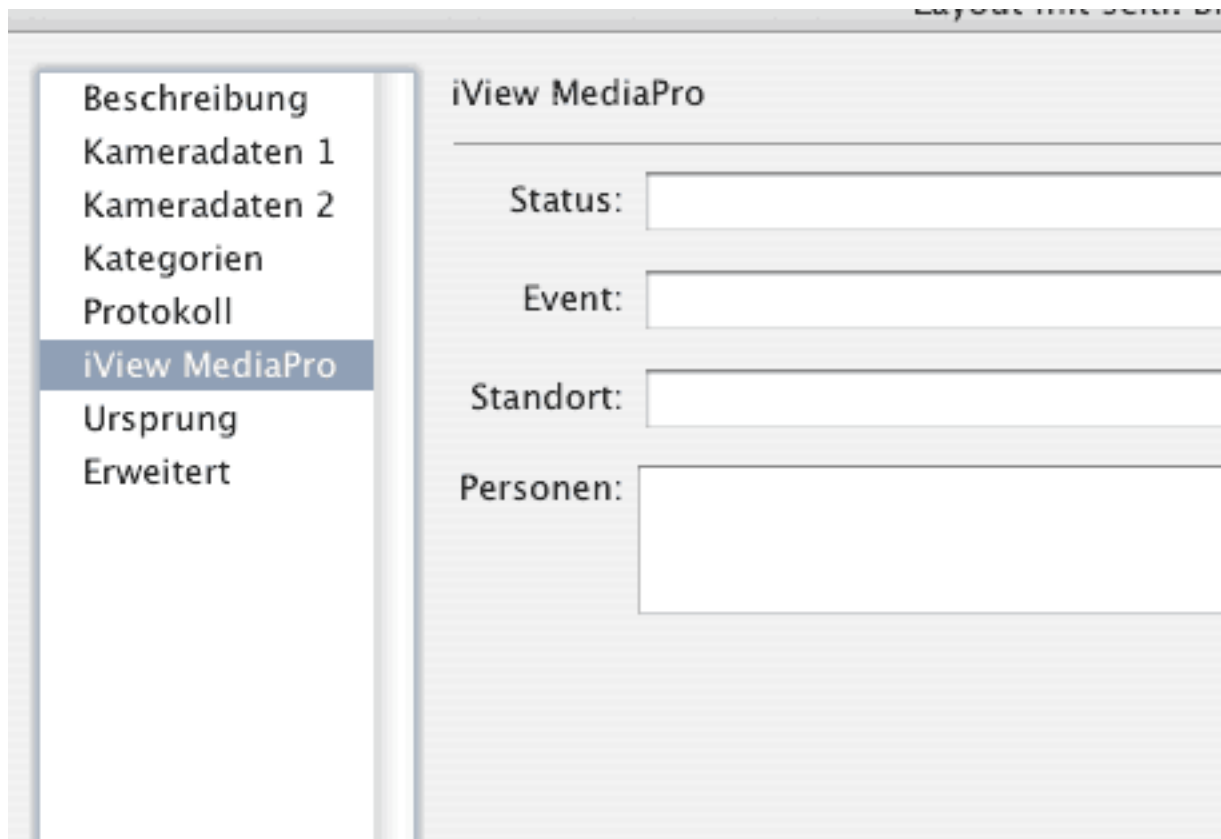 Beschreibung
Kameradaten 1
Kameradaten 2
Kategorien
Protokoll
iView MediaPro
Ursprung
Erweitert
iView MediaPro
Status:
Event:
Standort:
Personen: